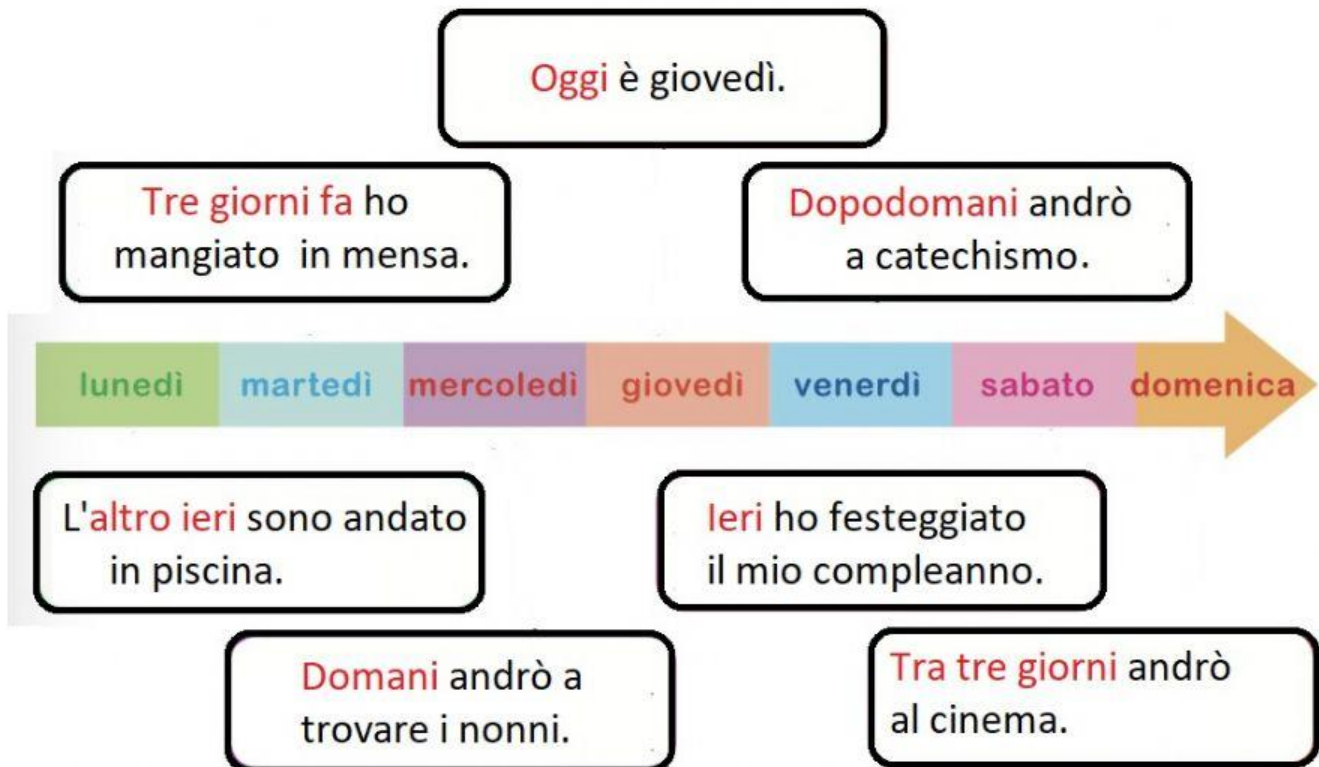 Oggi è giovedì.
Tre giorni fa ho
mangiato in mensa.
Dopodomani andrò
a catechismo.
lunedì martedì mercoledì giovedì venerdì sabato domenica
L'altro ieri sono andato
in piscina.
Ieri ho festeggiato
il mio compleanno.
Domani andrò a
trovare i nonni.
Tra tre giorni andrò
al cinema.